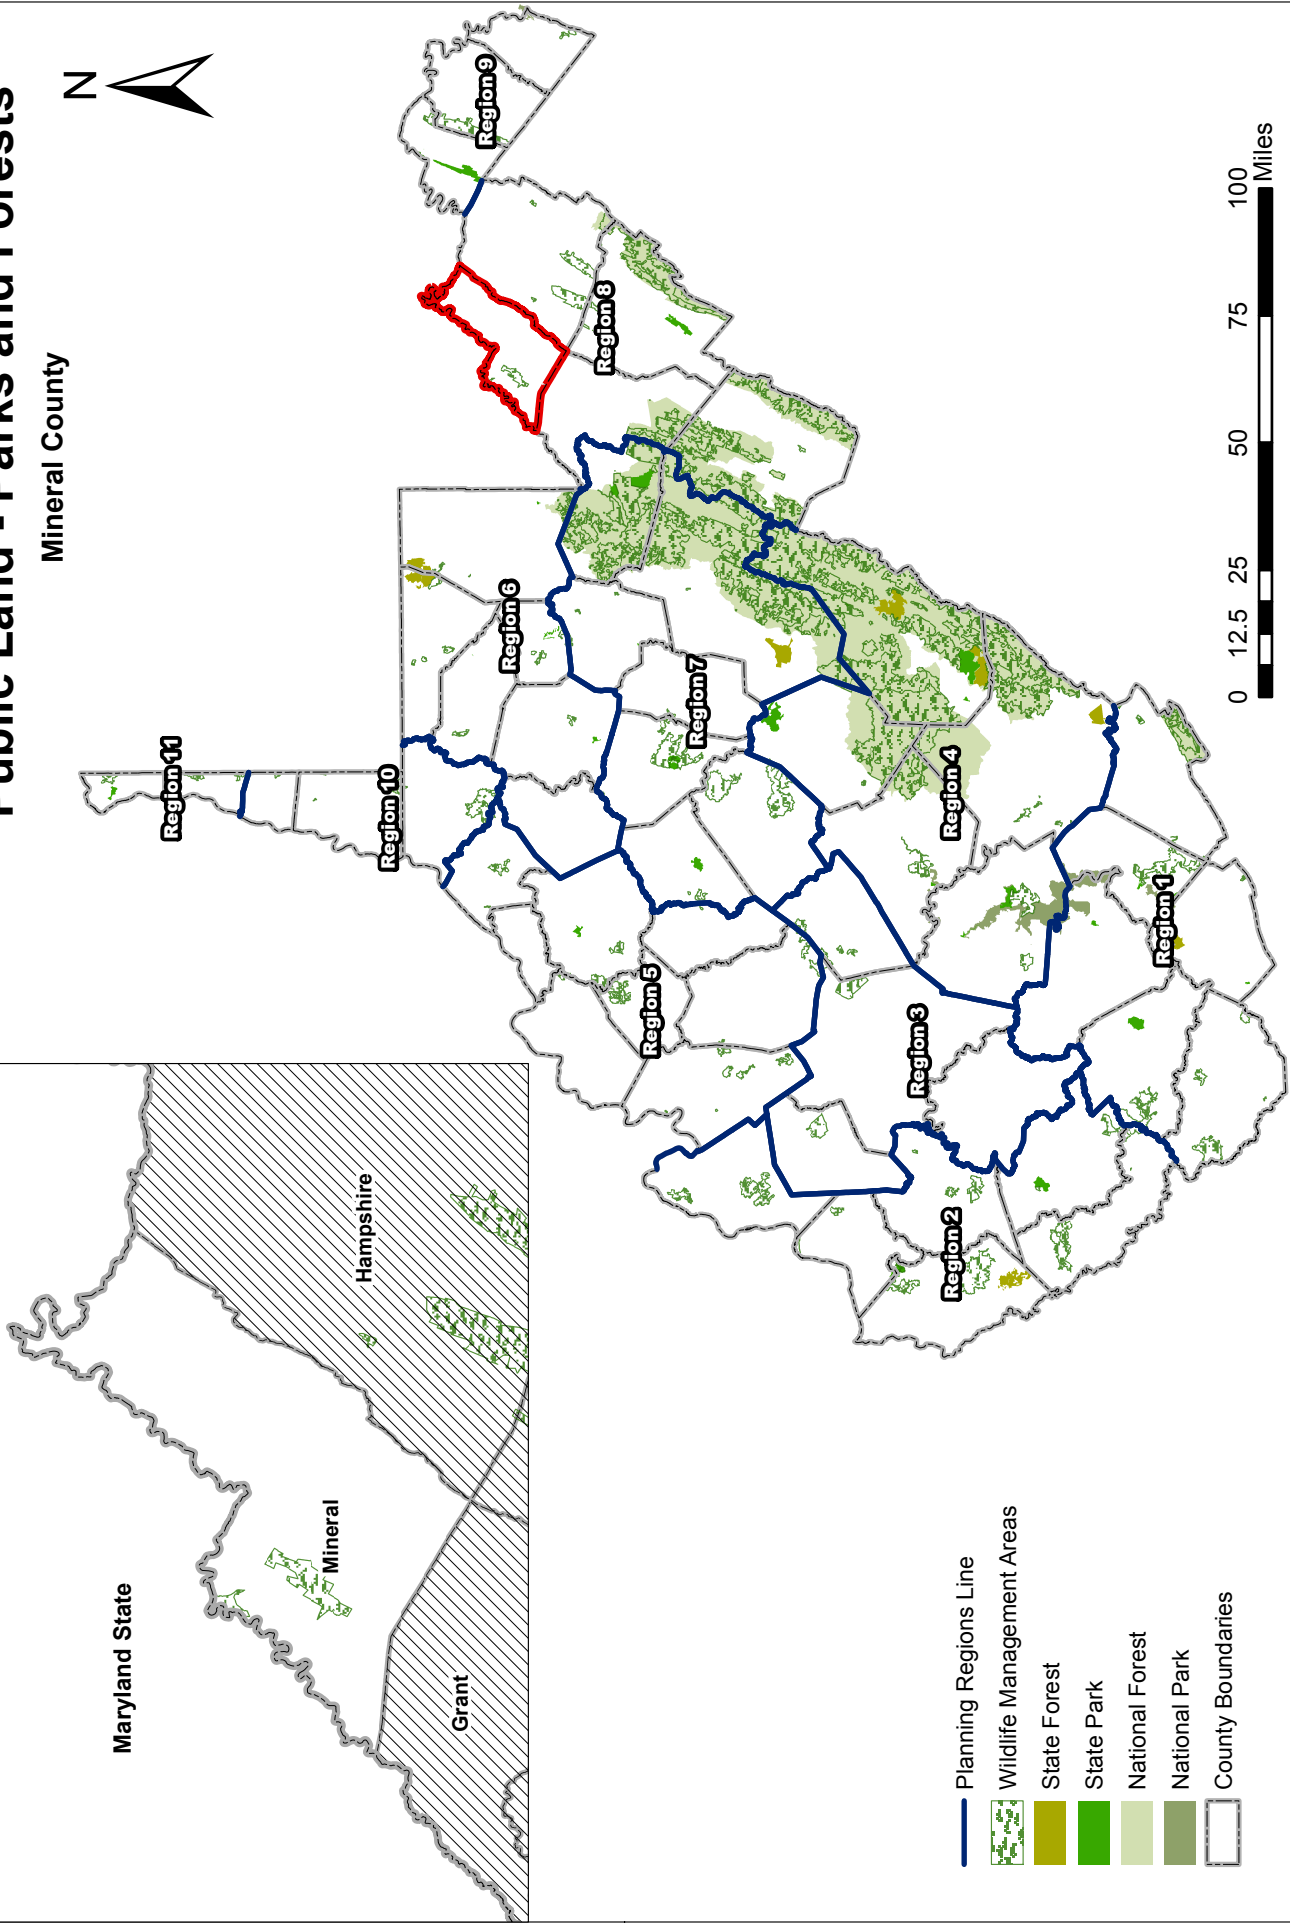 Public Land - Parks and Forests
Mineral County
N
Maryland State
Hampshire
Mineral
Grant
Region 11
Region 10
Region 9
Region 8
Region 6
Region 7
Region 5
Region 4
Region 3
Region 2
Region 1
Planning Regions Line
Wildlife Management Areas
State Forest
State Park
National Forest
National Park
County Boundaries
0 12.5 25 50 75 100
Miles